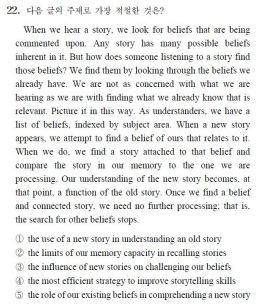 22. 다음 글의 주제로 가장 적절한 것은?
When we hear a story, we look for beliefs that are being
commented upon. Any story has many possible beliefs
inherent in it. But how does someone listening to a story find
those beliefs? We find them by looking through the beliefs we
already have. We are not as concerned with what we are
hearing as we are with finding what we already know that is
relevant. Picture it in this way. As understanders, we have a
list of beliefs, indexed by subject area. When a new story
appears, we attempt to find a belief of ours that relates to it.
When we do, we find a story attached to that belief and
compare the story in our memory to the one we are
processing. Our understanding of the new story becomes, at
that point, a function of the old story. Once we find a belief
and connected story, we need no further processing; that is,
the search for other beliefs stops.
① the use of a new story in understanding an old story
② the limits of our memory capacity in recalling stories
③ the influence of new stories on challenging our beliefs
④ the most efficient strategy to improve storytelling skills
⑤ the role of our existing beliefs in comprehending a new story